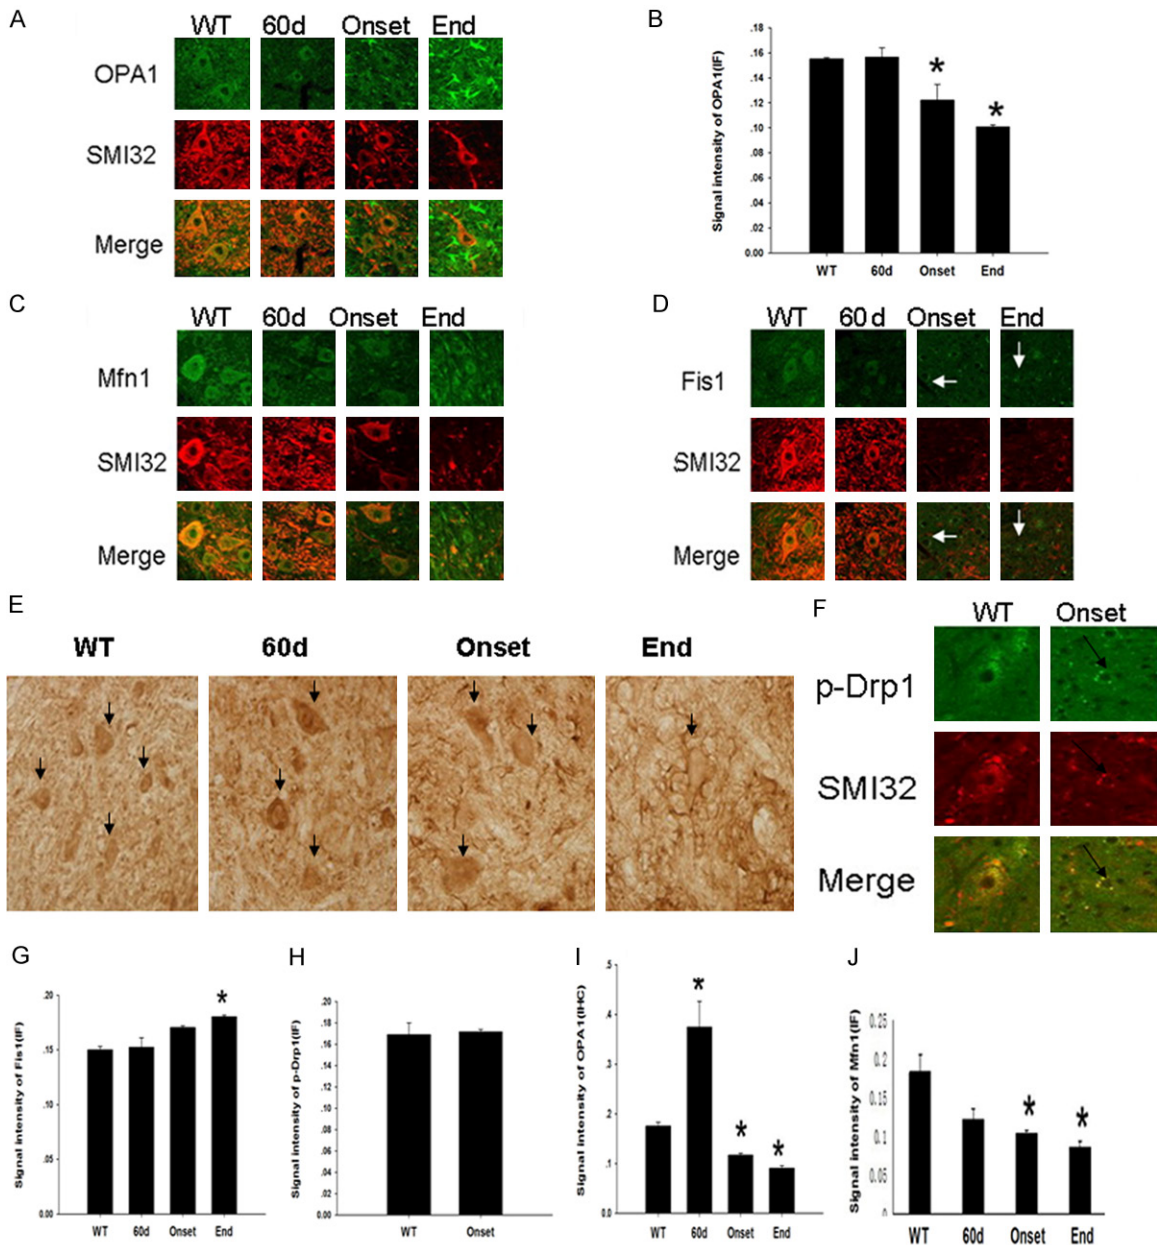 A
WT 60d Onset End
OPA1
SMI32
Merge
B
Signal intensity of OPA1(IF)
.18
.16
.14
.12
.10
.08
.06
.04
.02
0.00
* *
WT 60d Onset End
C
WT 60d Onset End
Mfn1
SMI32
Merge
D
WT 60 d Onset End
Fis1
SMI32
Merge
E
WT 60d Onset End
F
WT Onset
p-Drp1
SMI32
Merge
G
Signal intensity of Fis1(IF)
.20
.15
.10
.05
0.00
*
WT 60d Onset End
H
Signal intensity of p-Drp1(IF)
.20
.18
.16
.14
.12
.10
.08
.06
.04
.02
0.00
WT Onset
I
Signal intensity of OPA1(IHC)
.5
.4
.3
.2
.1
0.0
* * *
WT 60d Onset End
J
Signal intensity of Mfn1(IF)
0.25
0.2
0.15
0.1
0.05
0
* *
WT 60d Onset End